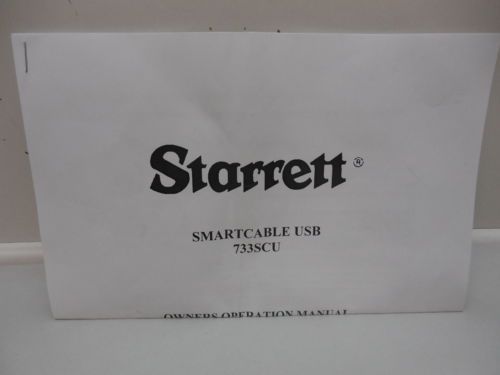 Starrett ®
SMARTCABLE USB
733SCU
OWNERS OPERATION MANUAL